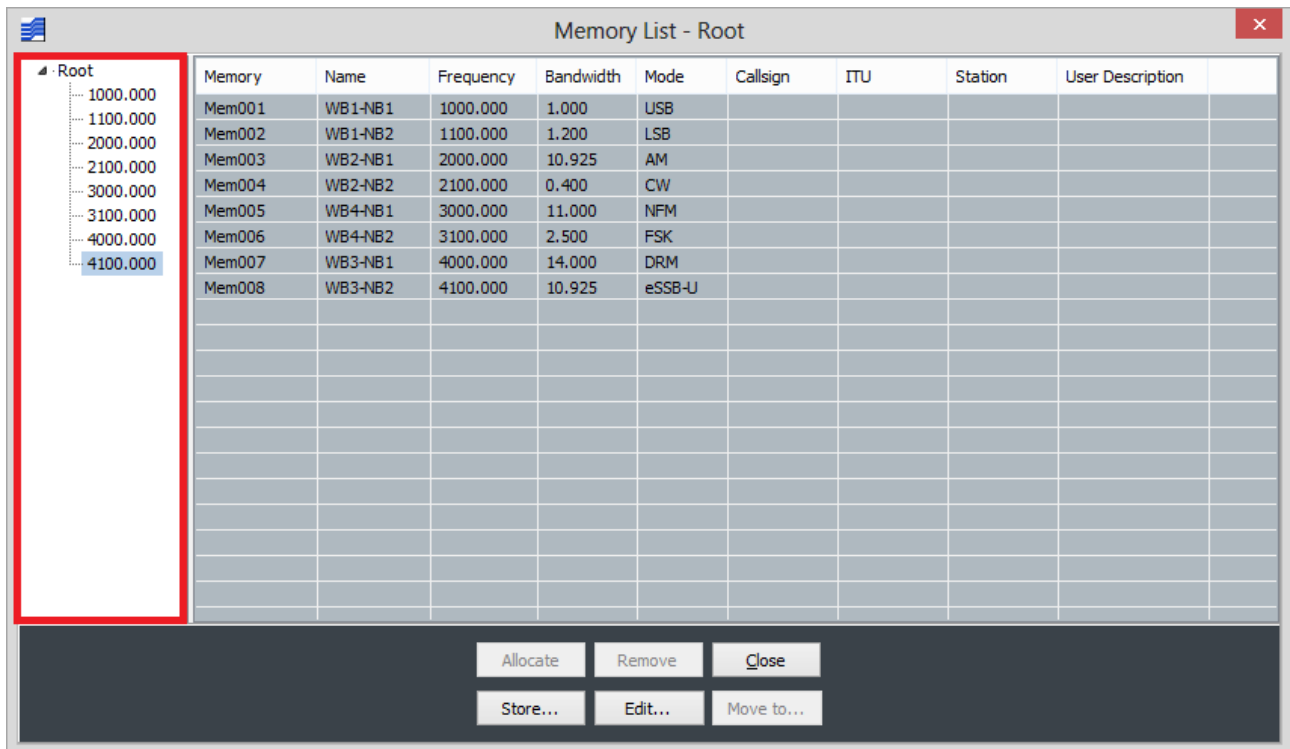 Memory List - Root
Root
1000.000
1100.000
2000.000
2100.000
3000.000
3100.000
4000.000
4100.000
Memory Name Frequency Bandwidth Mode Callsign ITU Station User Description
Mem001 WB1-NB1 1000.000 1.000 USB
Mem002 WB1-NB2 1100.000 1.200 LSB
Mem003 WB2-NB1 2000.000 10.925 AM
Mem004 WB2-NB2 2100.000 0.400 CW
Mem005 WB4-NB1 3000.000 11.000 NFM
Mem006 WB4-NB2 3100.000 2.500 FSK
Mem007 WB3-NB1 4000.000 14.000 DRM
Mem008 WB3-NB2 4100.000 10.925 eSSB-U
Allocate Remove Close
Store... Edit... Move to...